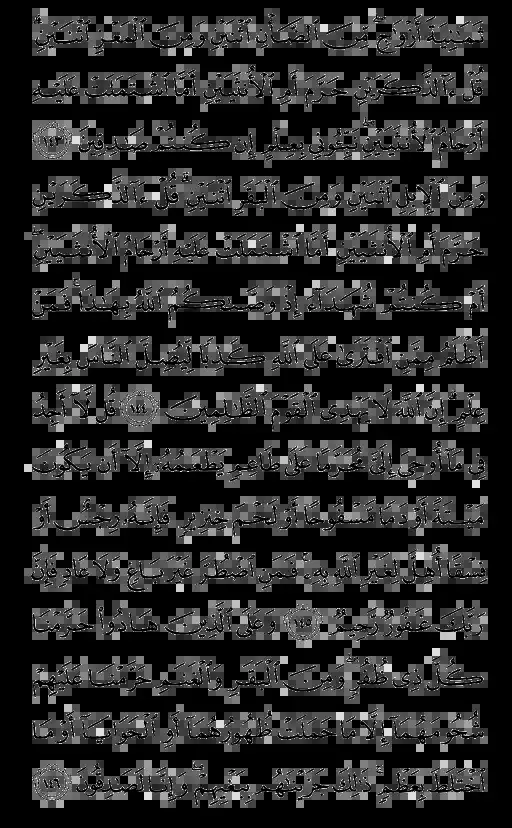 ثَمَٰنِيَةَ أَزْوَٰجٍ مِّنَ ٱلضَّأْنِ ٱثْنَيْنِ وَمِنَ ٱلْمَعْزِ ٱثْنَيْنِ
قُلْ ءَآلذَّكَرَيْنِ حَرَّمَ أَمِ ٱلْأُنثَيَيْنِ أَمَّا ٱشْتَمَلَتْ عَلَيْهِ
أَرْحَامُ ٱلْأُنثَيَيْنِ نَبِّـُٔونِى بِعِلْمٍ إِن كُنتُمْ صَٰدِقِينَ ١٤٣
وَمِنَ ٱلْإِبِلِ ٱثْنَيْنِ وَمِنَ ٱلْبَقَرِ ٱثْنَيْنِ قُلْ ءَآلذَّكَرَيْنِ
حَرَّمَ أَمِ ٱلْأُنثَيَيْنِ أَمَّا ٱشْتَمَلَتْ عَلَيْهِ أَرْحَامُ ٱلْأُنثَيَيْنِ
أَمْ كُنتُمْ شُهَدَآءَ إِذْ وَصَّىٰكُمُ ٱللَّهُ بِهَٰذَا فَمَنْ
أَظْلَمُ مِمَّنِ ٱفْتَرَىٰ عَلَى ٱللَّهِ كَذِبًا لِّيُضِلَّ ٱلنَّاسَ بِغَيْرِ
عِلْمٍ إِنَّ ٱللَّهَ لَا يَهْدِى ٱلْقَوْمَ ٱلظَّٰلِمِينَ ١٤٤ قُل لَّآ أَجِدُ
فِى مَآ أُوحِىَ إِلَىَّ مُحَرَّمًا عَلَىٰ طَاعِمٍ يَطْعَمُهُۥٓ إِلَّآ أَن يَكُونَ
مَيْتَةً أَوْ دَمًا مَّسْفُوحًا أَوْ لَحْمَ خِنزِيرٍ فَإِنَّهُۥ رِجْسٌ أَوْ
فِسْقًا أُهِلَّ لِغَيْرِ ٱللَّهِ بِهِۦ فَمَنِ ٱضْطُرَّ غَيْرَ بَاغٍ وَلَا عَادٍ فَإِنَّ
رَبَّكَ غَفُورٌ رَّحِيمٌ ١٤٥ وَعَلَى ٱلَّذِينَ هَادُوا۟ حَرَّمْنَا
كُلَّ ذِى ظُفُرٍ وَمِنَ ٱلْبَقَرِ وَٱلْغَنَمِ حَرَّمْنَا عَلَيْهِمْ
شُحُومَهُمَآ إِلَّا مَا حَمَلَتْ ظُهُورُهُمَآ أَوِ ٱلْحَوَايَآ أَوْ مَا
ٱخْتَلَطَ بِعَظْمٍ ذَٰلِكَ جَزَيْنَٰهُم بِبَغْيِهِمْ وَإِنَّا لَصَٰدِقُونَ ١٤٦